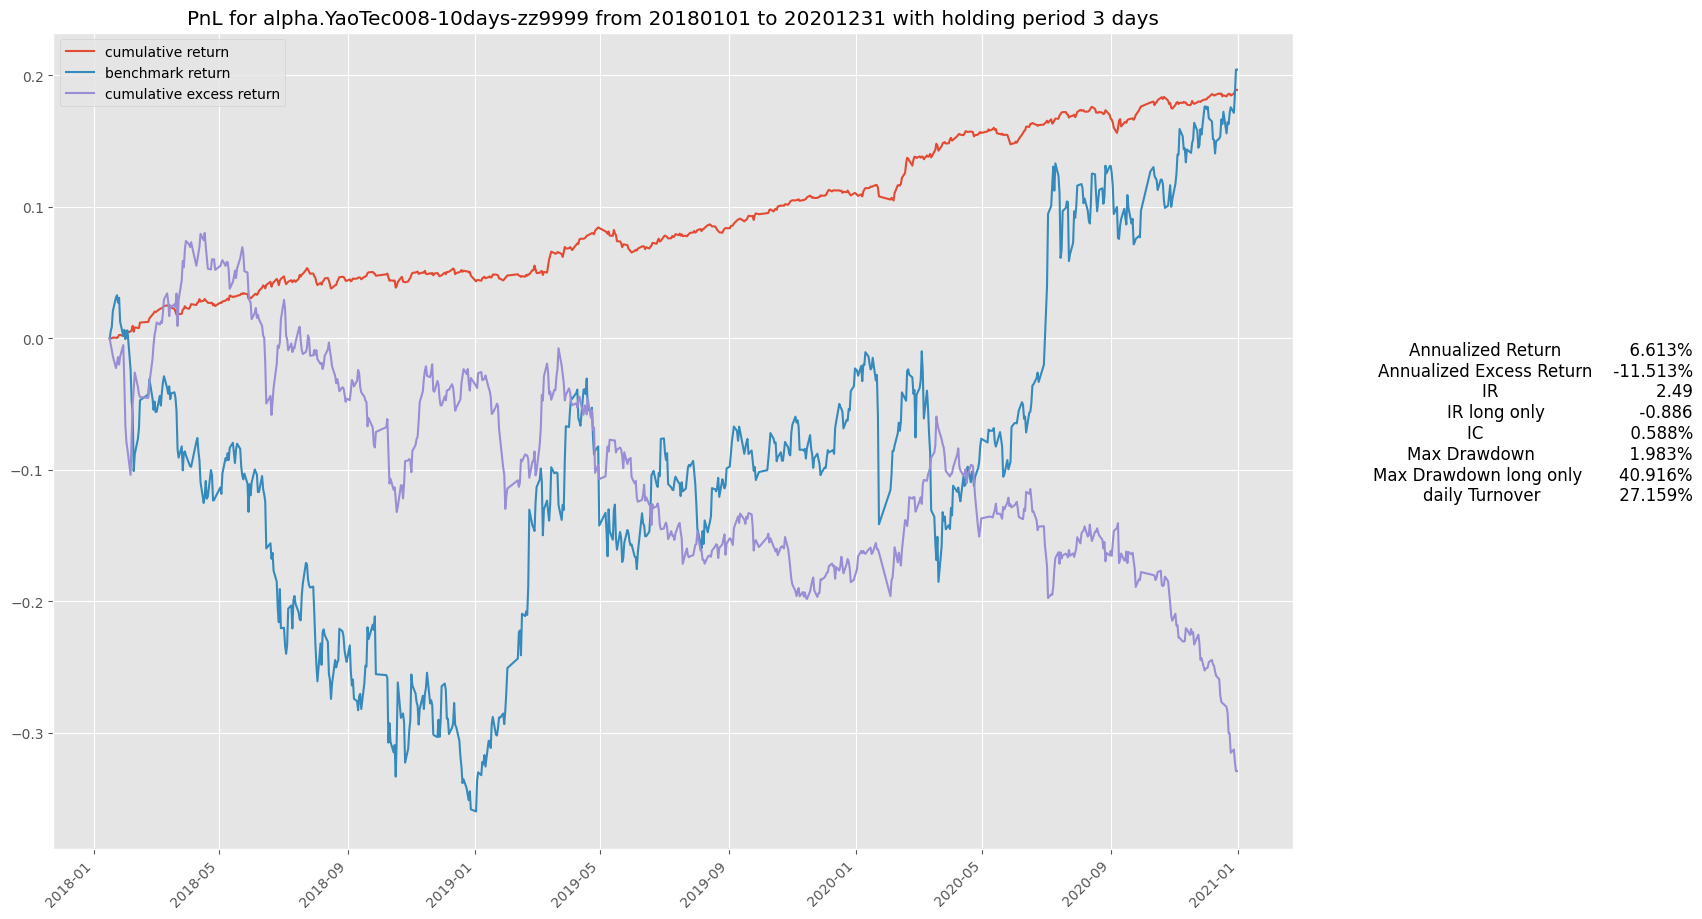 PnL for alpha.YaoTec008-10days-zz9999 from 20180101 to 20201231 with holding period 3 days
cumulative return
benchmark return
cumulative excess return
0.2
0.1
0.0
−0.1
−0.2
−0.3
2018-01
2018-05
2018-09
2019-01
2019-05
2019-09
2020-01
2020-05
2020-09
2021-01
Annualized Return 6.613%
Annualized Excess Return -11.513%
IR 2.49
IR long only -0.886
IC 0.588%
Max Drawdown 1.983%
Max Drawdown long only 40.916%
daily Turnover 27.159%